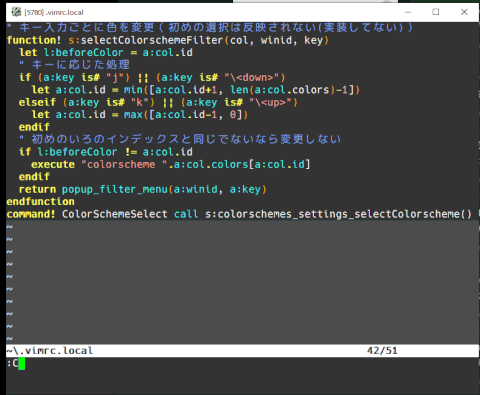 [5780] .vimrc.local
" キー入力ごとに色を変更(初めの選択は反映されない(実装してない))
function! s:selectColorschemeFilter(col, winid, key)
let l:beforeColor = a:col.id
" キーに応じた処理
if (a:key is# "j") || (a:key is# "\<down>")
let a:col.id = min([a:col.id+1, len(a:col.colors)-1])
elseif (a:key is# "k") || (a:key is# "\<up>")
let a:col.id = max([a:col.id-1, 0])
endif
" 初めのいろのインデックスと同じでないなら変更しない
if l:beforeColor != a:col.id
execute "colorscheme ".a:col.colors[a:col.id]
endif
return popup_filter_menu(a:winid, a:key)
endfunction
command! ColorSchemeSelect call s:colorschemes_settings_selectColorscheme()
~
~
~
~
~
~
~
~
~
~
~\.vimrc.local 42/51
:C